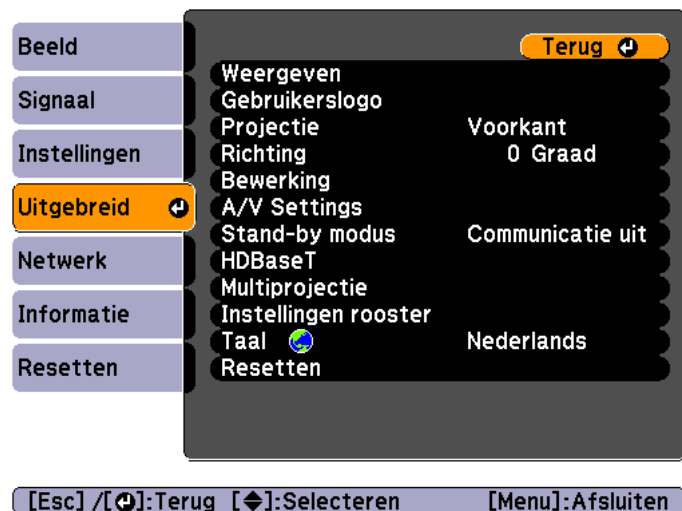 Beeld
Signaal
Instellingen
Uitgebreid
Netwerk
Informatie
Resetten
Terug
Weergeven
Gebruikerslogo
Projectie Voorkant
Richting 0 Graad
Bewerking
A/V Settings
Stand-by modus Communicatie uit
HDBaseT
Multiprojectie
Instellingen rooster
Taal Nederlands
Resetten
[Esc] /[ ]:Terug [ ]:Selecteren [Menu]:Afsluiten